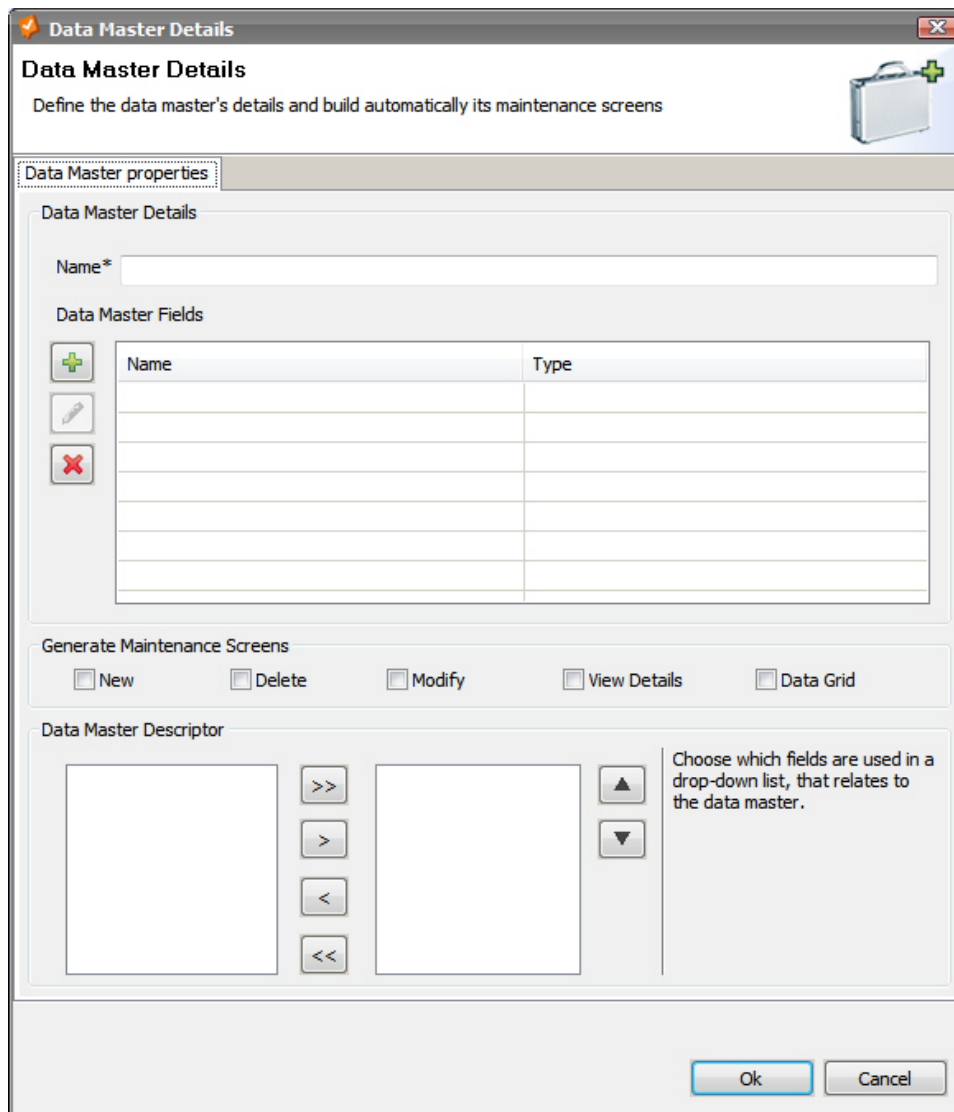 Data Master Details
Data Master Details
Define the data master's details and build automatically its maintenance screens
Data Master properties
Data Master Details
Name*
Data Master Fields
Name Type
Generate Maintenance Screens
New Delete Modify View Details Data Grid
Data Master Descriptor
Choose which fields are used in a
drop-down list, that relates to
the data master.
>>
>
<
<<
Ok Cancel